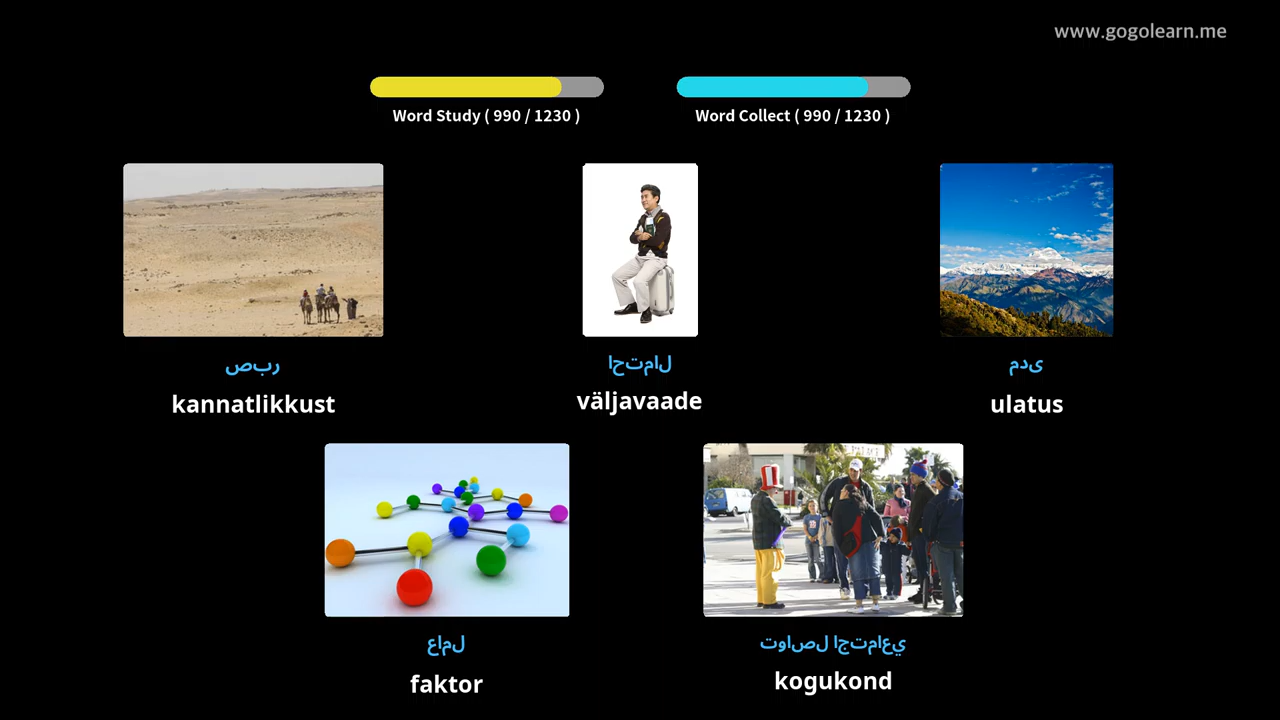 www.gogolearn.me
Word Study ( 990 / 1230 )
Word Collect ( 990 / 1230 )
صبر
kannatlikkust
احتمال
väljavaade
مدى
ulatus
عامل
faktor
تواصل اجتماعي
kogukond